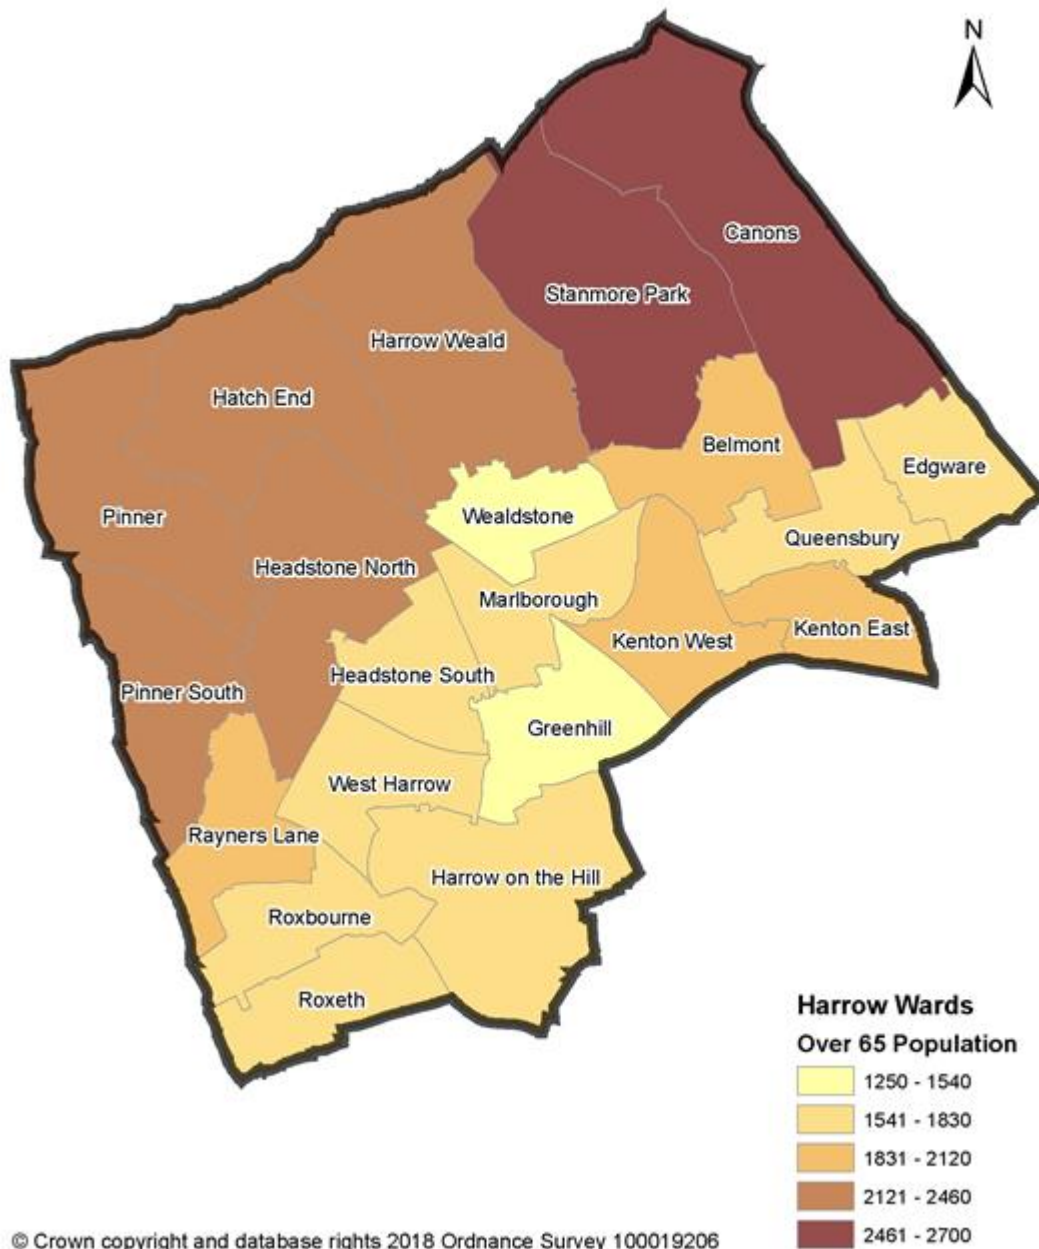 N
Canons
Stanmore Park
Harrow Weald
Hatch End
Belmont
Edgware
Pinner
Wealdstone
Queensbury
Headstone North
Marlborough
Kenton West
Kenton East
Headstone South
Pinner South
Greenhill
West Harrow
Rayners Lane
Harrow on the Hill
Roxbourne
Roxeth
Harrow Wards
Over 65 Population
1250 - 1540
1541 - 1830
1831 - 2120
2121 - 2460
2461 - 2700
© Crown copyright and database rights 2018 Ordnance Survey 100019206